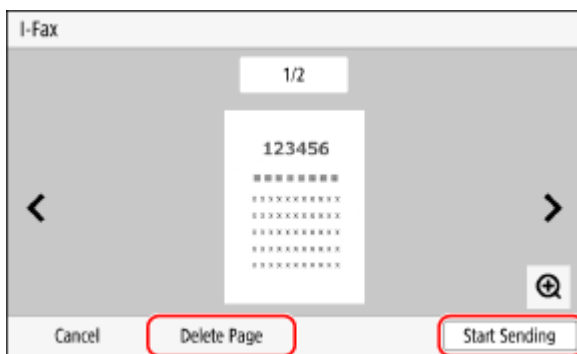 I-Fax
1/2
123456
Cancel
Delete Page
Start Sending